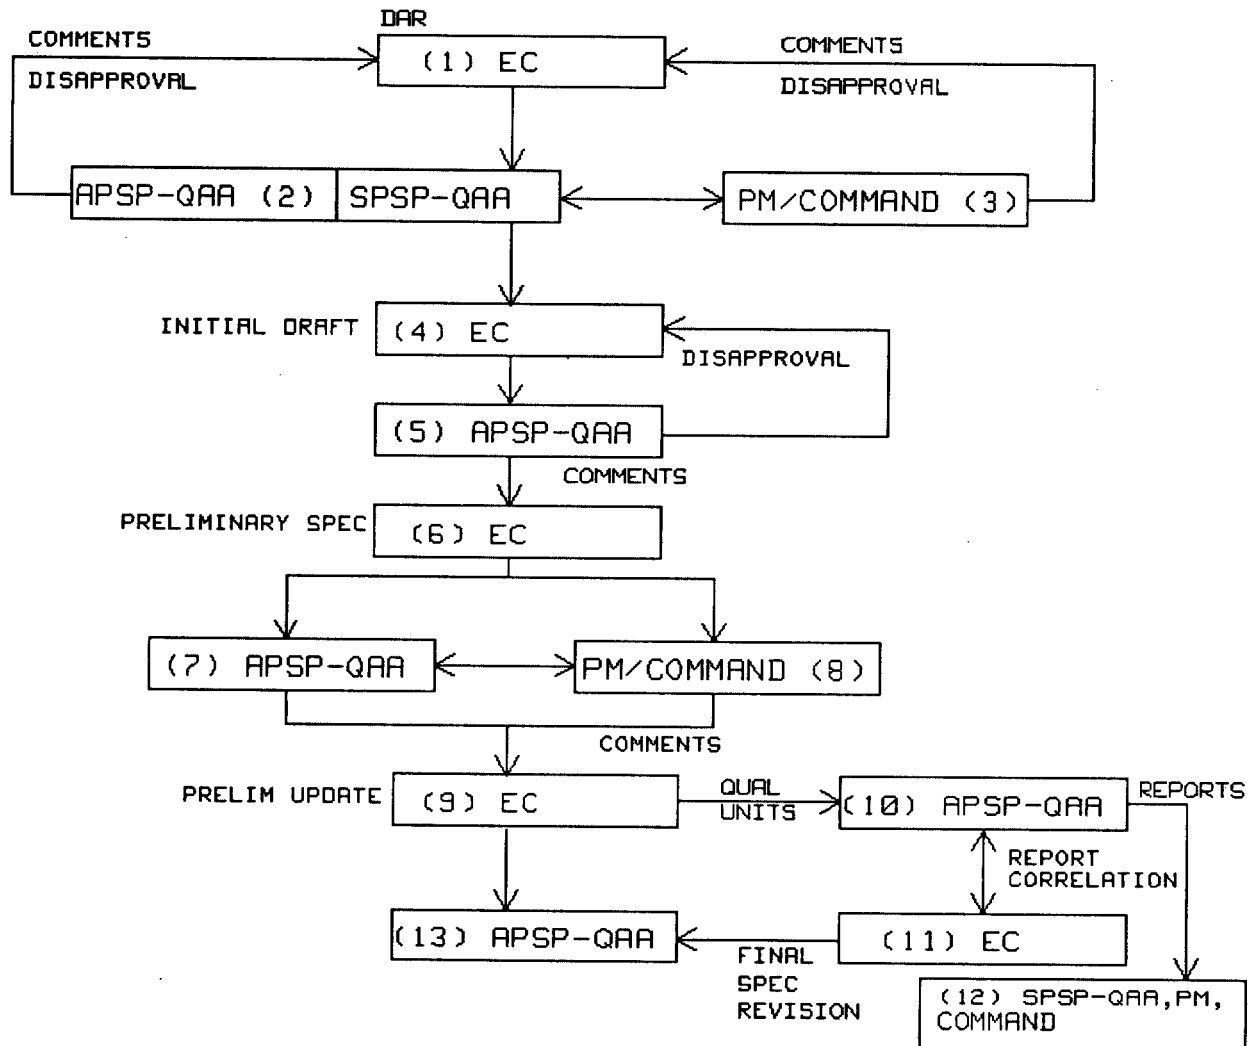 DAR
COMMENTS
DISAPPROVAL
(1) EC
COMMENTS
DISAPPROVAL
APSP-QAA (2)
SPSP-QAA
PM/COMMAND (3)
INITIAL DRAFT
(4) EC
DISAPPROVAL
(5) APSP-QAA
COMMENTS
PRELIMINARY SPEC
(6) EC
(7) APSP-QAA
PM/COMMAND (8)
COMMENTS
PRELIM UPDATE
(9) EC
QUAL
UNITS
(10) APSP-QAA
REPORTS
REPORT
CORRELATION
(13) APSP-QAA
FINAL
SPEC
REVISION
(11) EC
(12) SPSP-QAA,PM,
COMMAND